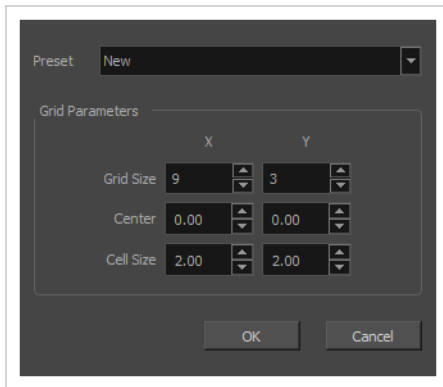 Preset New
Grid Parameters
X Y
Grid Size 9 3
Center 0.00 0.00
Cell Size 2.00 2.00
OK Cancel